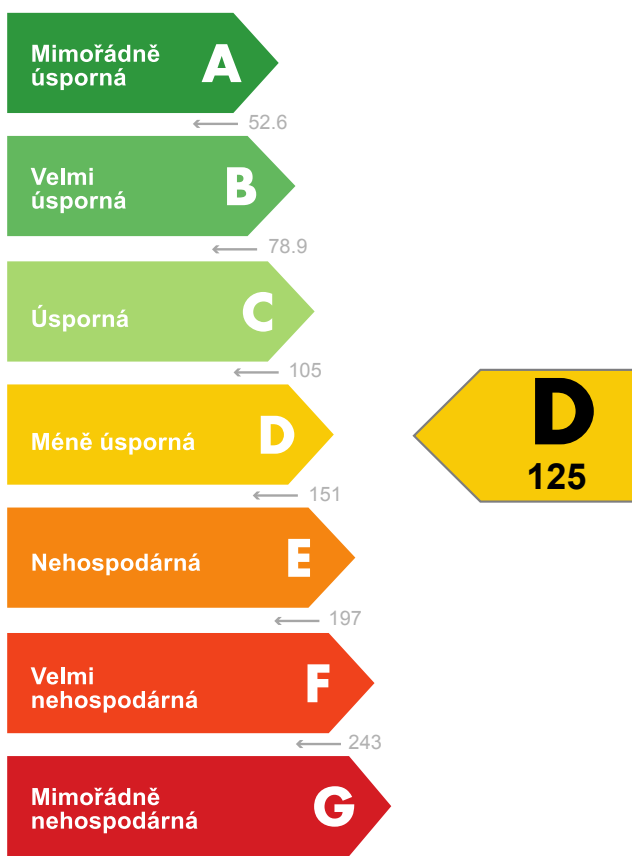 Mimořádně
úsporná
A
52.6
Velmi
úsporná
B
78.9
Úsporná
C
105
Méně úsporná
D
151
D
125
Nehospodárná
E
197
Velmi
nehospodárná
F
243
Mimořádně
nehospodárná
G